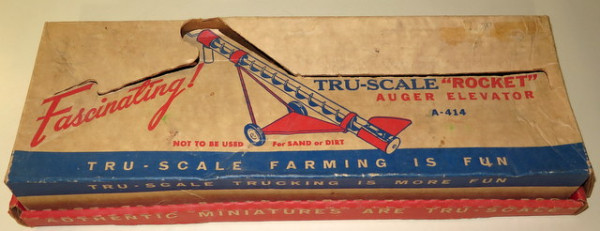 Fascinating!
TRU-SCALE "ROCKET"
AUGER ELEVATOR
A-414
NOT TO BE USED For SAND or DIRT
TRU-SCALE FARMING IS FUN
TRU-SCALE TRUCKING IS MORE FUN
AUTHENTIC MINIATURES ARE TRU-SCALE